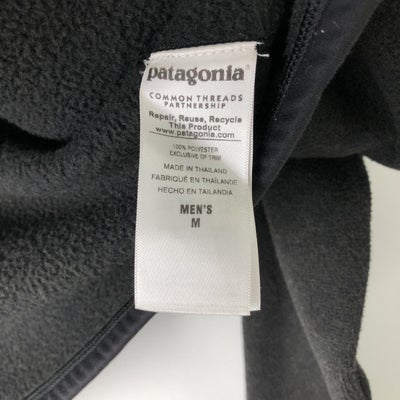 patagonia
COMMON THREADS
PARTNERSHIP
Repair, Reuse, Recycle
This Product
www.patagonia.com
100% POLYESTER
EXCLUSIVE OF TRIM
MADE IN THAILAND
FABRIQUÉ EN THAÏLANDE
HECHO EN TAILANDIA
MEN'S
M